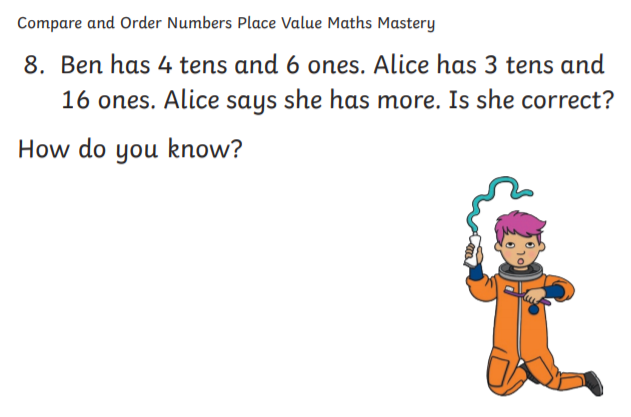 Compare and Order Numbers Place Value Maths Mastery
8. Ben has 4 tens and 6 ones. Alice has 3 tens and
16 ones. Alice says she has more. Is she correct?
How do you know?